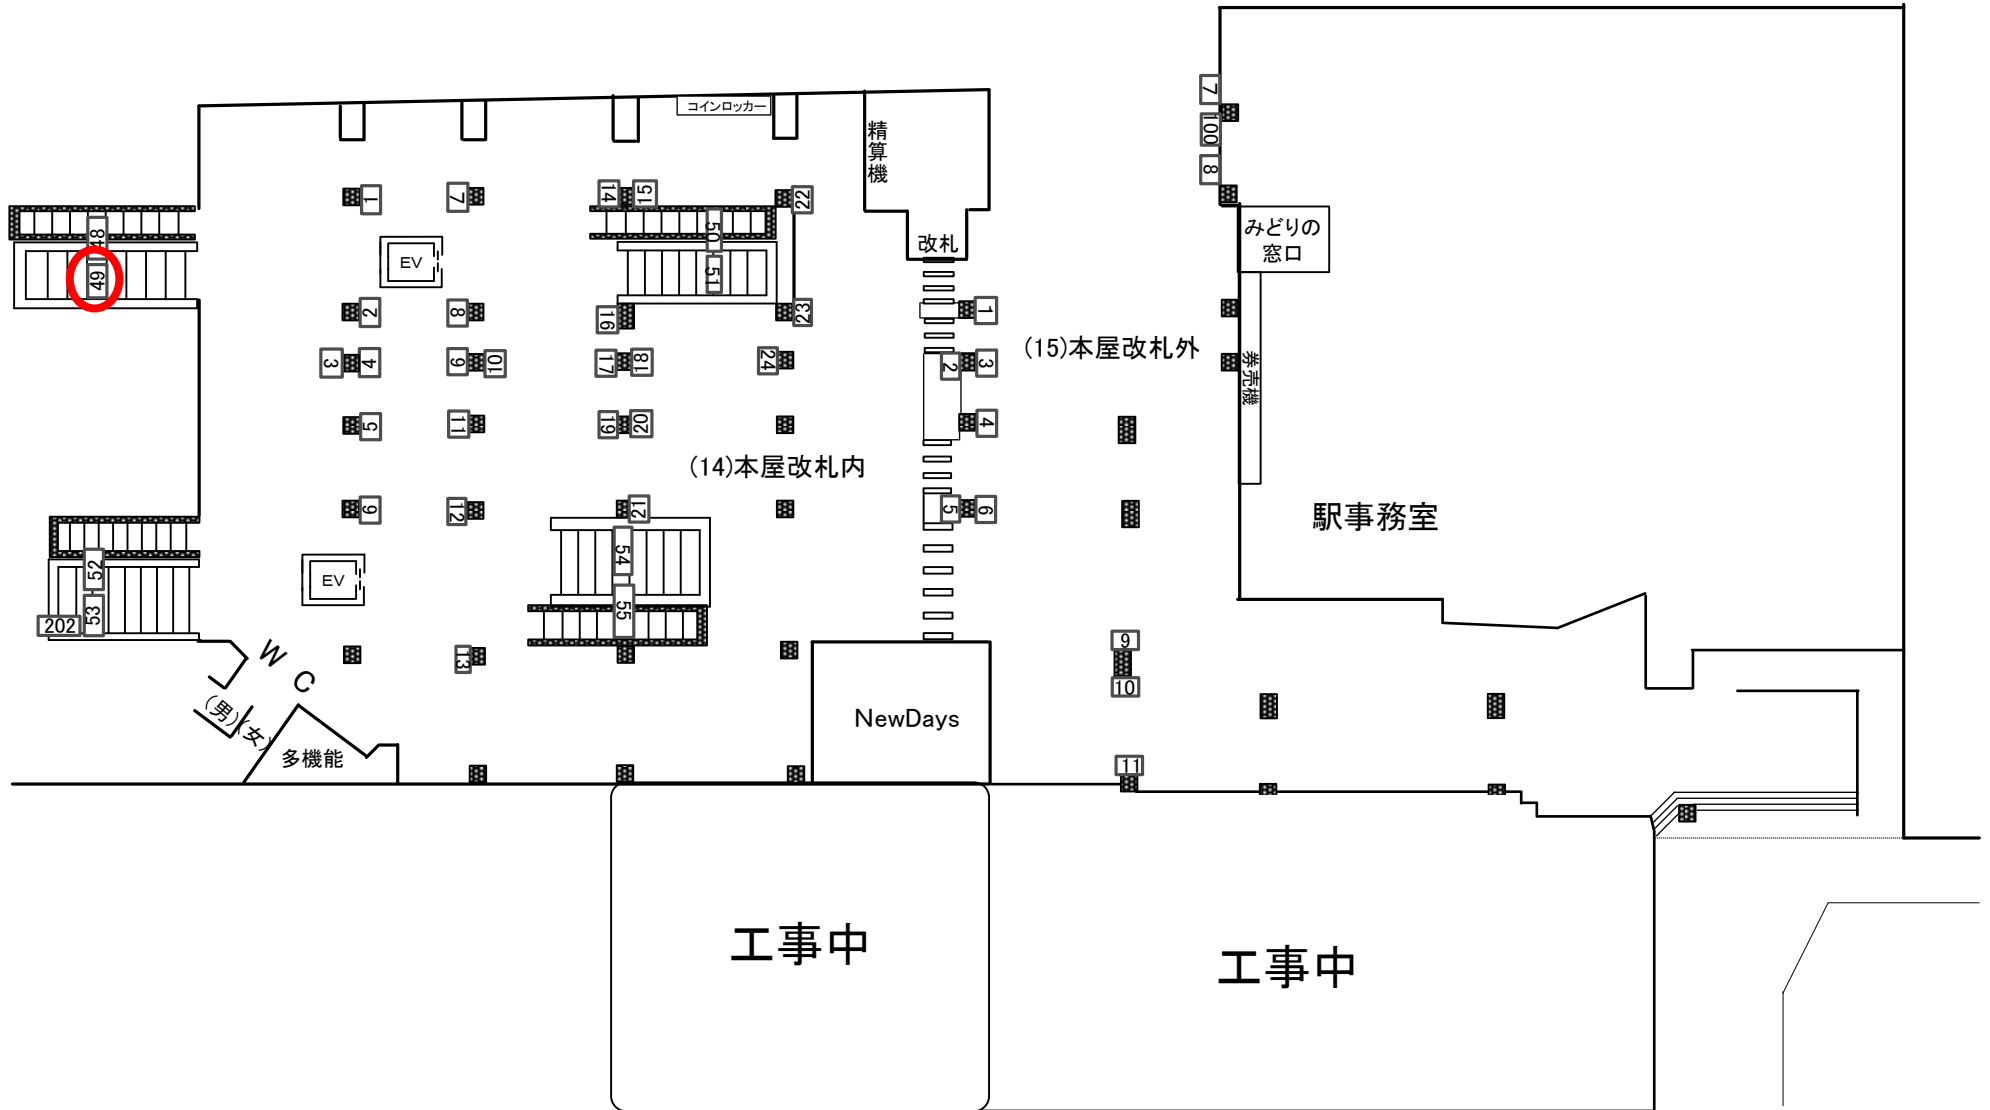 コインロッカー
精算機
改札
7
100
8
みどりの
窓口
券売機
1
7
14
15
22
48
49
50
51
EV
2
8
16
23
1
3
4
9
10
17
18
24
2
3
(15)本屋改札外
5
11
19
20
4
(14)本屋改札内
6
12
21
5
6
駅事務室
52
53
202
54
55
EV
13
9
10
W C
(男)(女)
多機能
NewDays
11
工事中
工事中